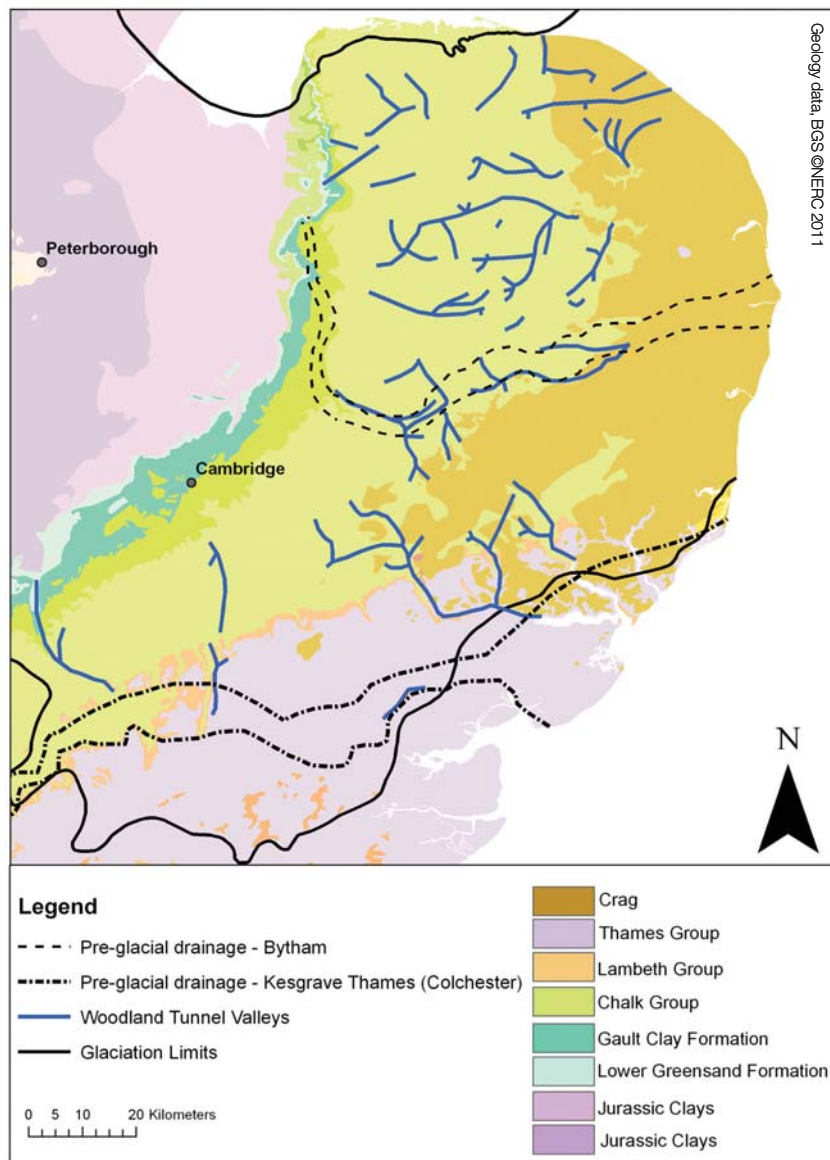 Geology data, BGS ©NERC 2011
Peterborough
Cambridge
N
Legend
Pre-glacial drainage - Bytham
Pre-glacial drainage - Kesgrave Thames (Colchester)
Woodland Tunnel Valleys
Glaciation Limits
0 5 10 20 Kilometers
Crag
Thames Group
Lambeth Group
Chalk Group
Gault Clay Formation
Lower Greensand Formation
Jurassic Clays
Jurassic Clays